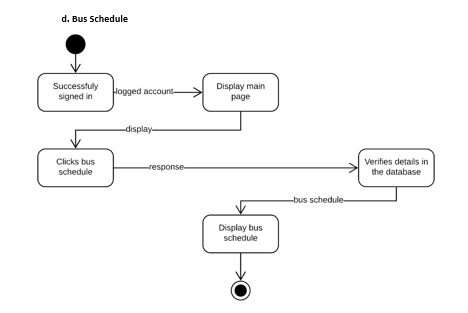 d. Bus Schedule
Successfuly
signed in
logged account
Display main
page
display
Clicks bus
schedule
response
Verifies details in
the database
bus schedule
Display bus
schedule